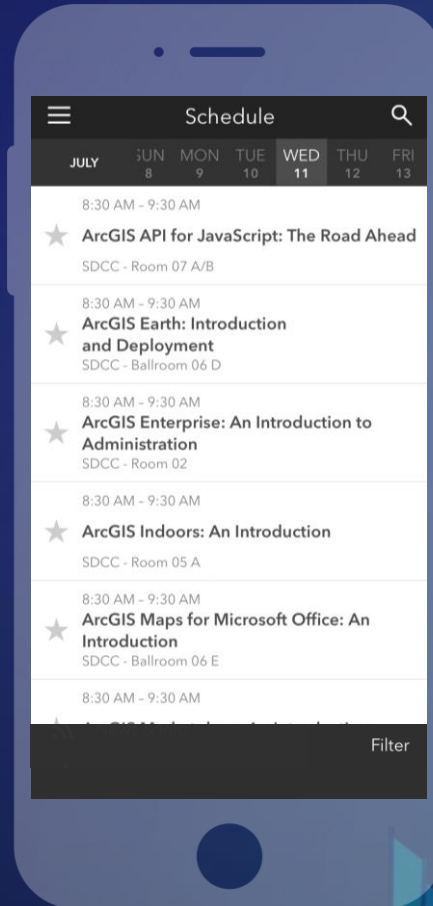 Schedule
JULY
SUN MON TUE WED THU FRI
8 9 10 11 12 13
8:30 AM – 9:30 AM
ArcGIS API for JavaScript: The Road Ahead
SDCC - Room 07 A/B
8:30 AM – 9:30 AM
ArcGIS Earth: Introduction
and Deployment
SDCC - Ballroom 06 D
8:30 AM – 9:30 AM
ArcGIS Enterprise: An Introduction to
Administration
SDCC - Room 02
8:30 AM – 9:30 AM
ArcGIS Indoors: An Introduction
SDCC - Room 05 A
8:30 AM – 9:30 AM
ArcGIS Maps for Microsoft Office: An
Introduction
SDCC - Ballroom 06 E
8:30 AM – 9:30 AM
Filter